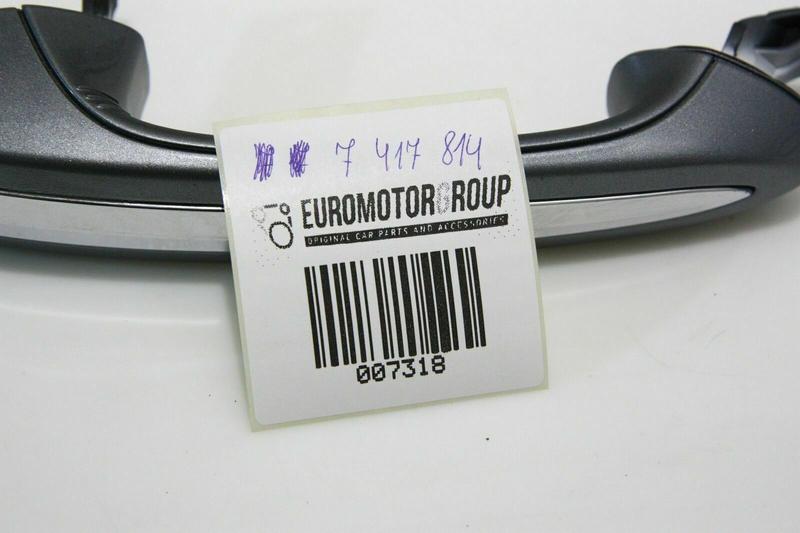 7 417 814
EUROMOTORGROUP
ORIGINAL CAR PARTS AND ACCESSORIES
007318